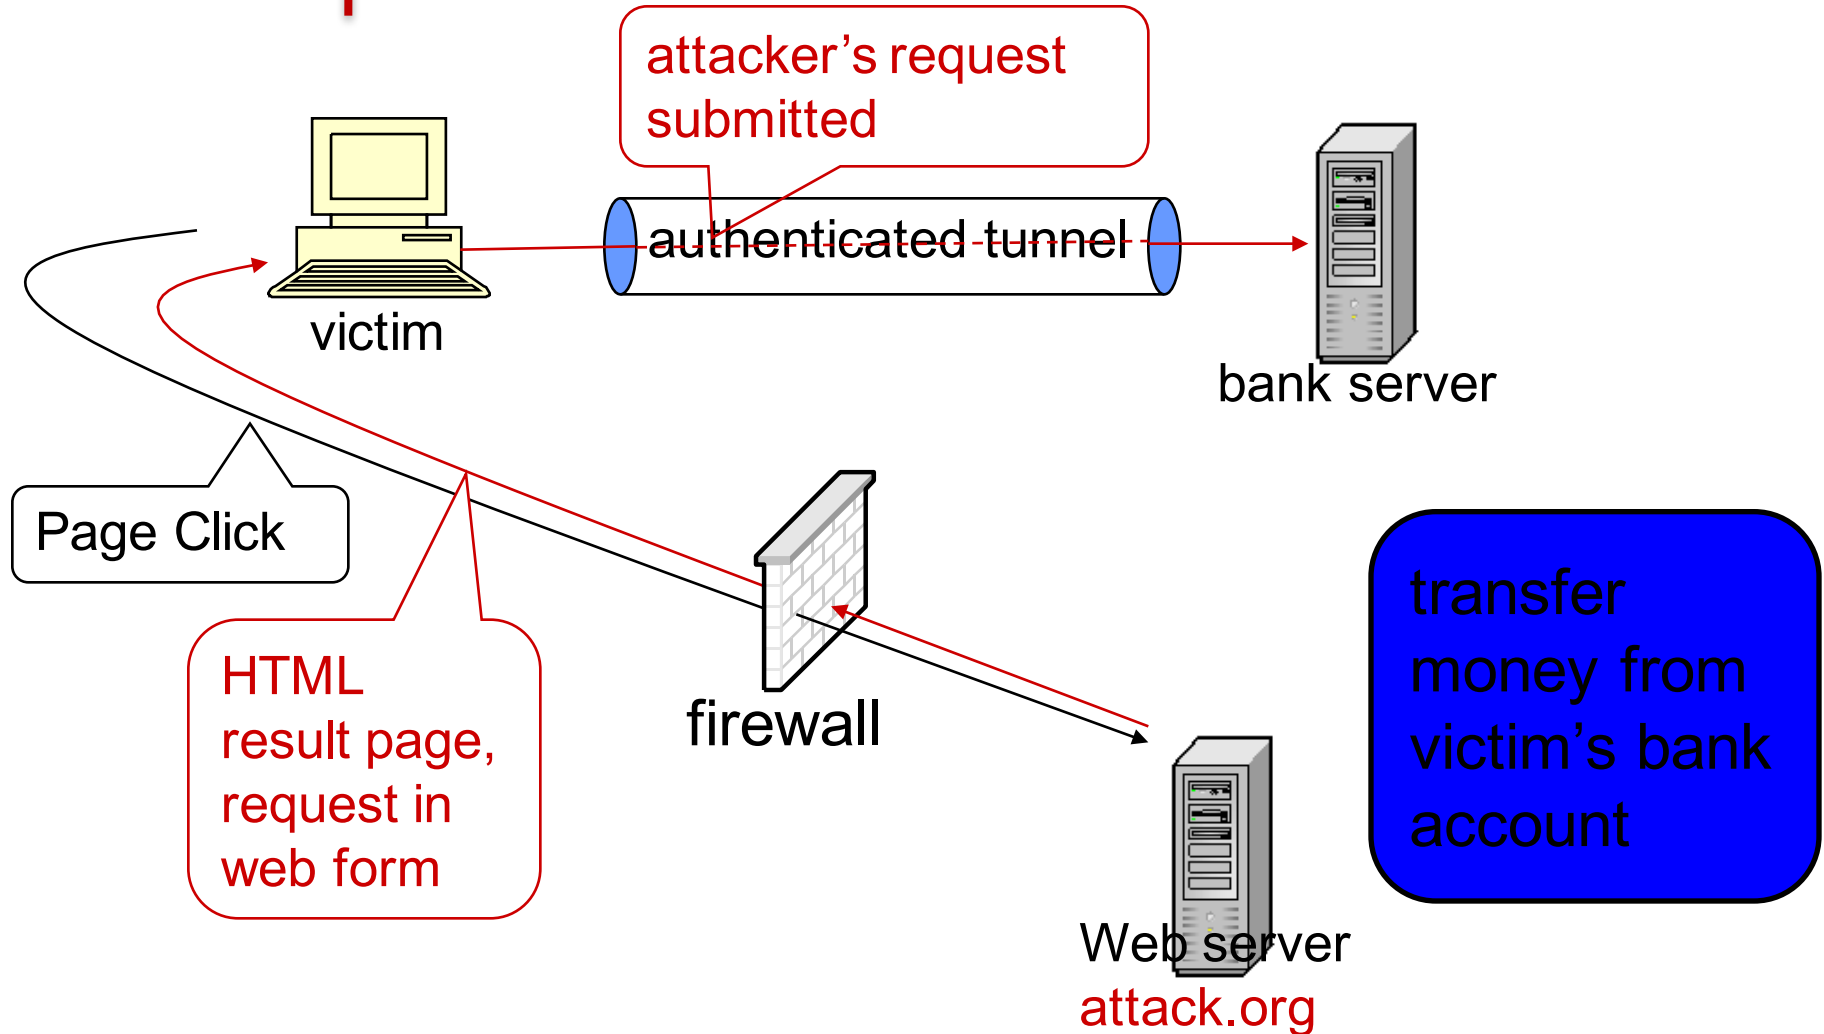 attacker’s request
submitted
authenticated tunnel
victim
bank server
Page Click
HTML
result page,
request in
web form
firewall
transfer
money from
victim’s bank
account
Web server
attack.org